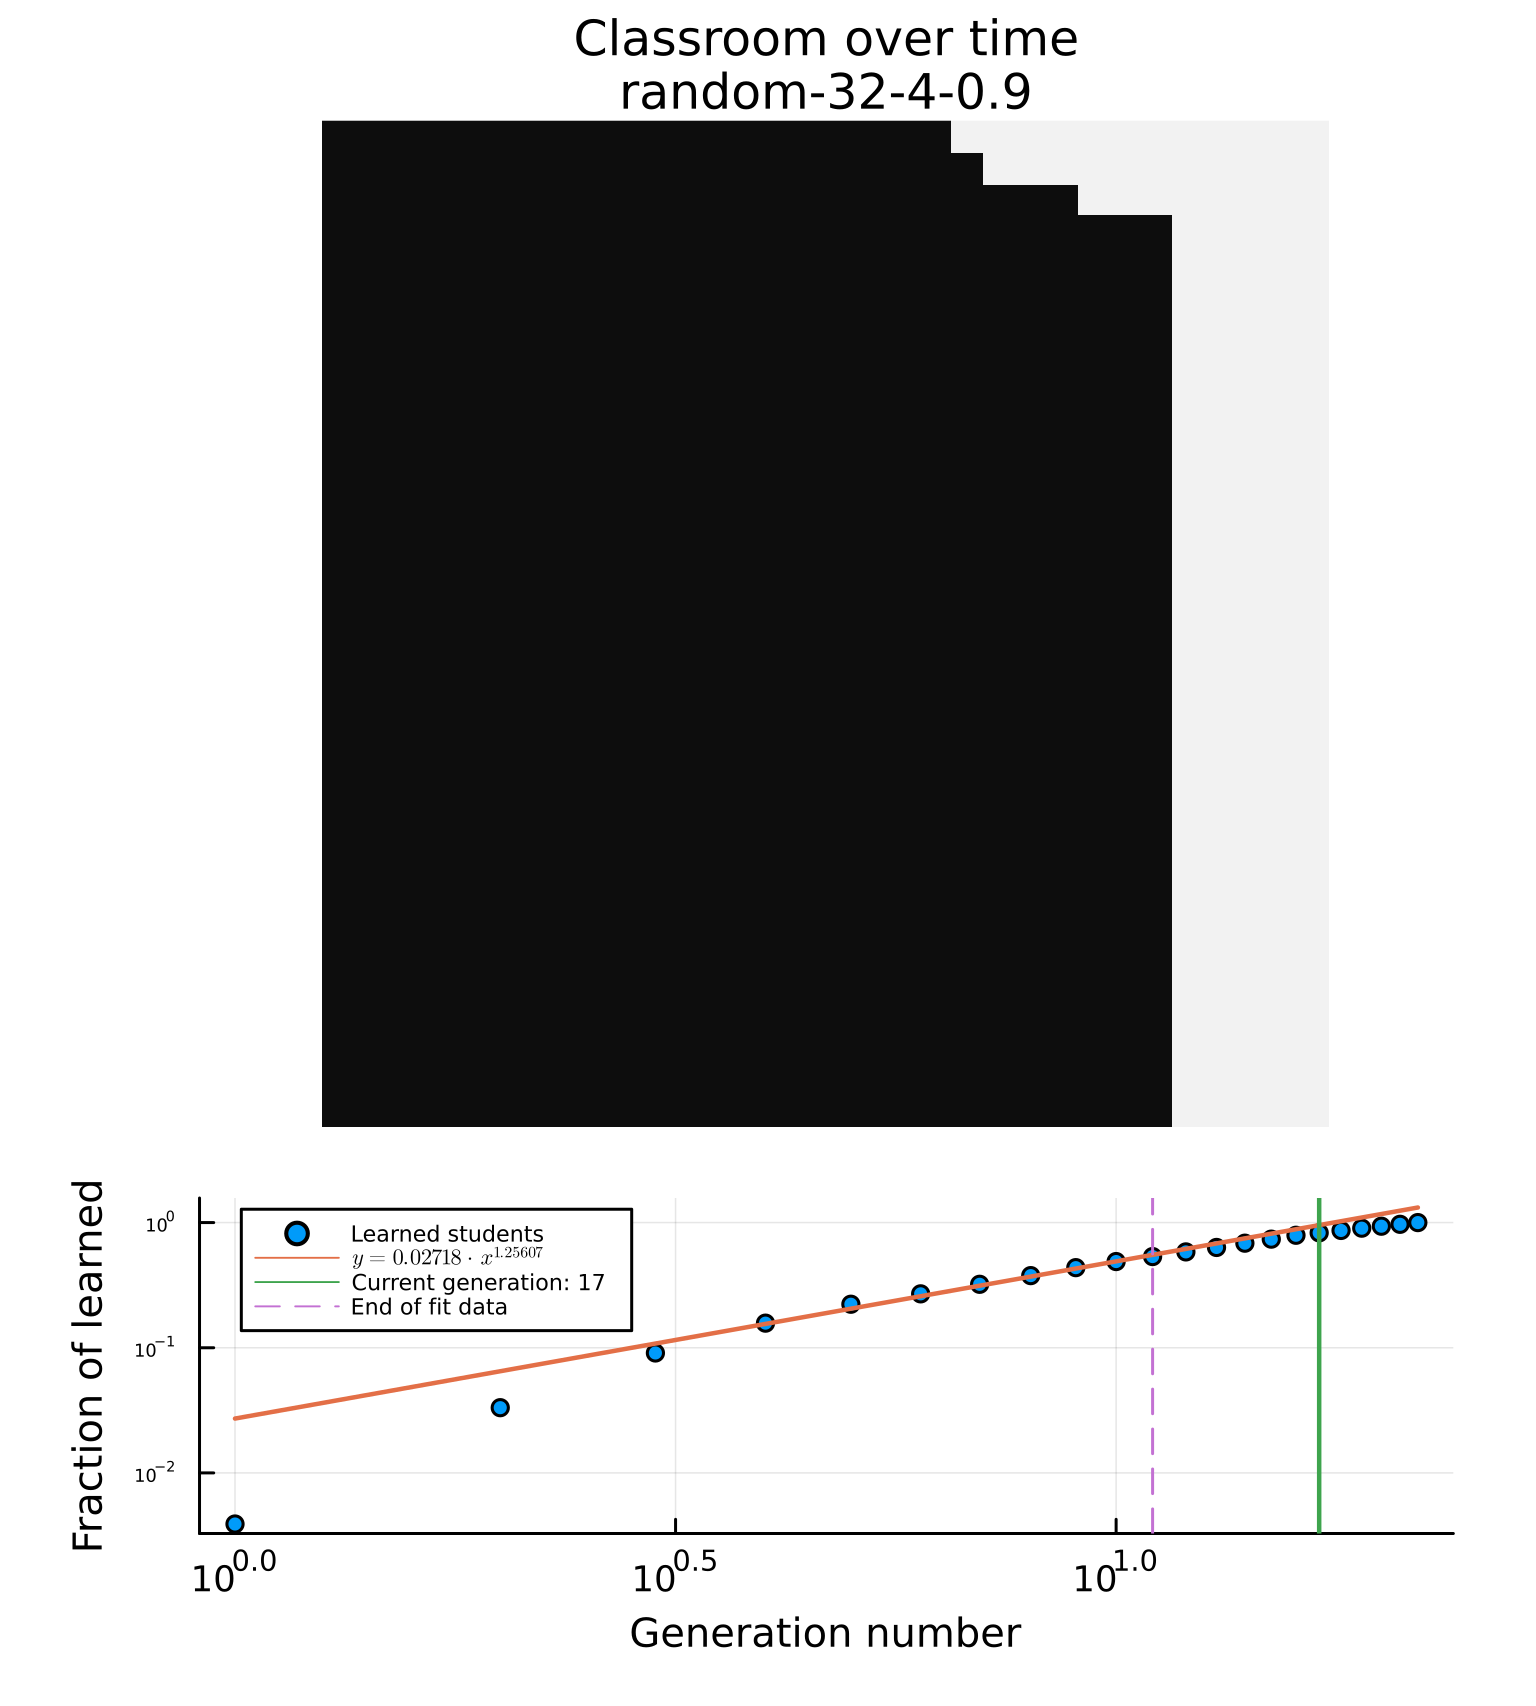 Classroom over time
random-32-4-0.9
Fraction of learned
10^0
10^−1
10^−2
Learned students
y = 0.02718 · x^1.25607
Current generation: 17
End of fit data
10^0.0
10^0.5
10^1.0
Generation number